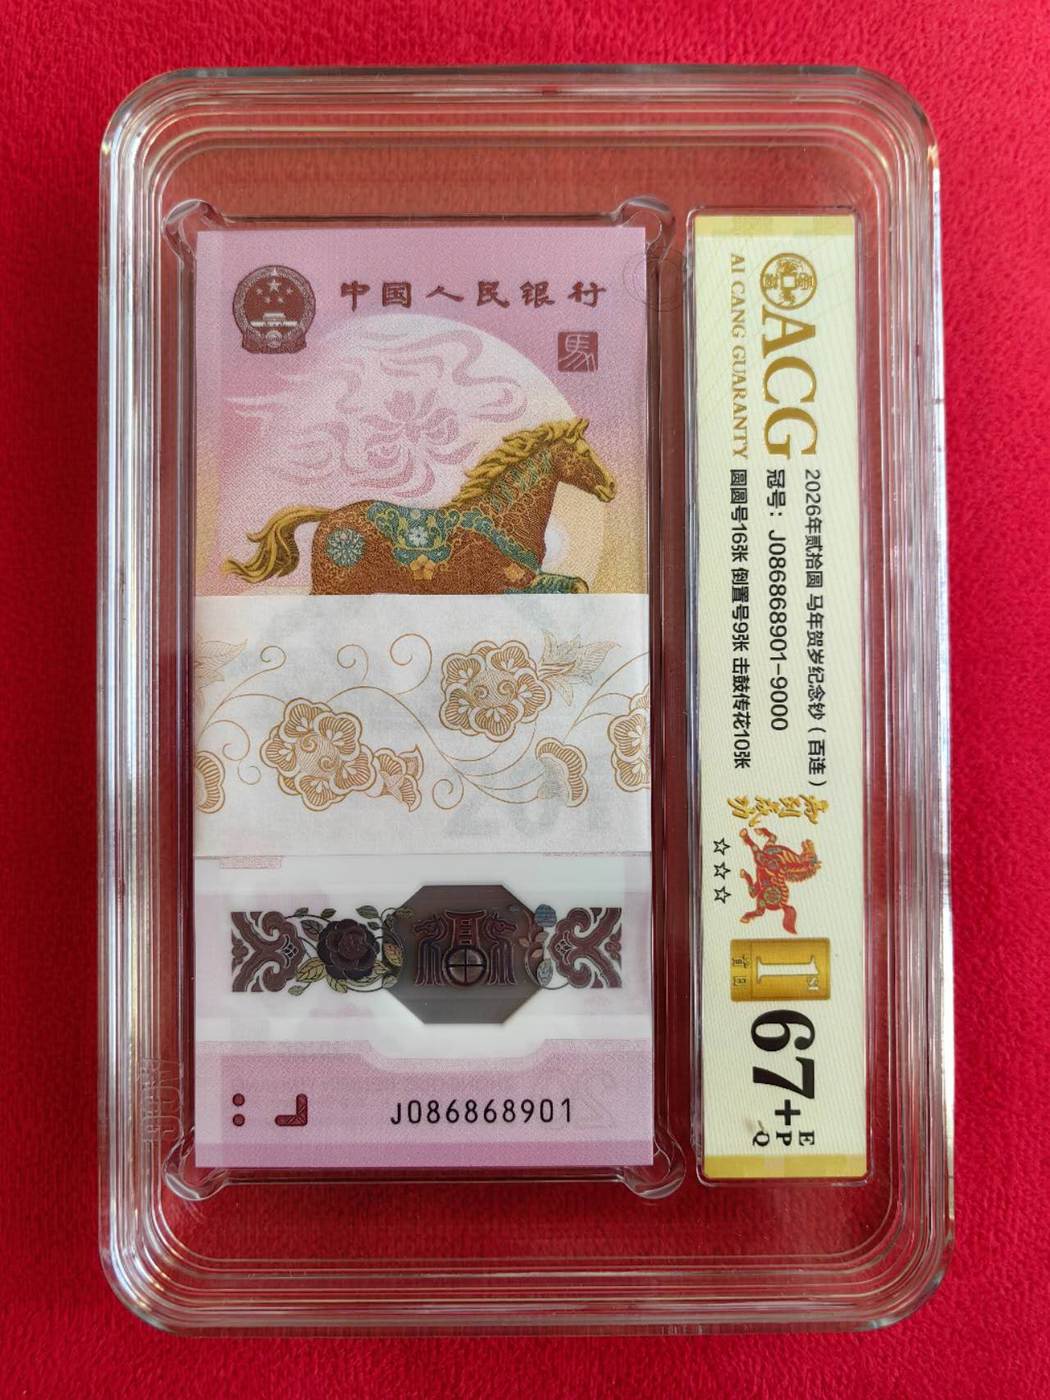 中国人民银行
馬
J086868901
ACG
AI CANG GUARANTY
2026年贰拾圆 马年贺岁纪念钞（百连）
冠号：J086868901-9000
圆圆号16张 倒置号9张 击鼓传花10张
☆☆☆
1ST
67+
E
P
Q